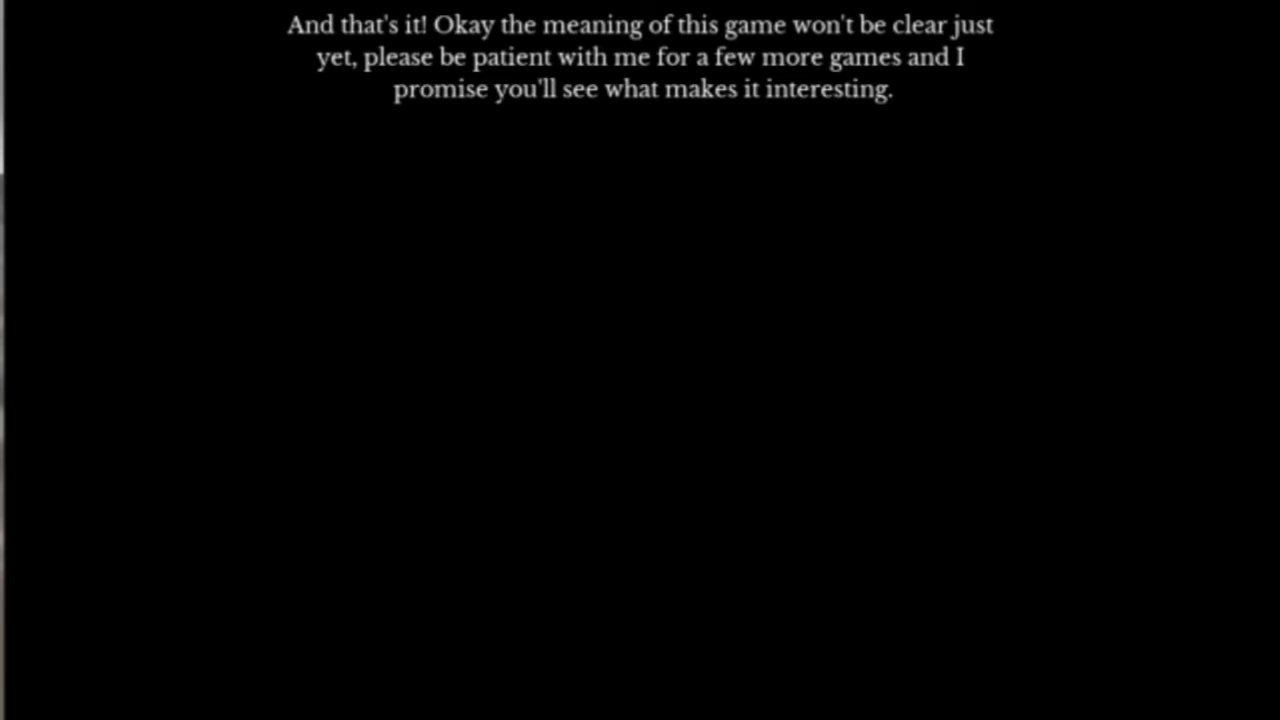 And that's it! Okay the meaning of this game won't be clear just
yet, please be patient with me for a few more games and I
promise you'll see what makes it interesting.